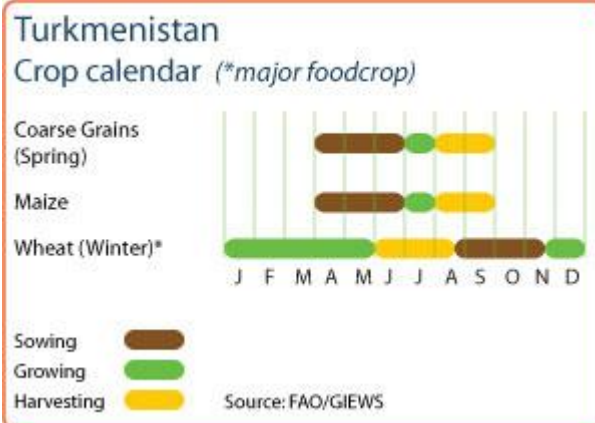 Turkmenistan
Crop calendar (*major foodcrop)
Coarse Grains
(Spring)
Maize
Wheat (Winter)*
J F M A M J J A S O N D
Sowing
Growing
Harvesting
Source: FAO/GIEWS